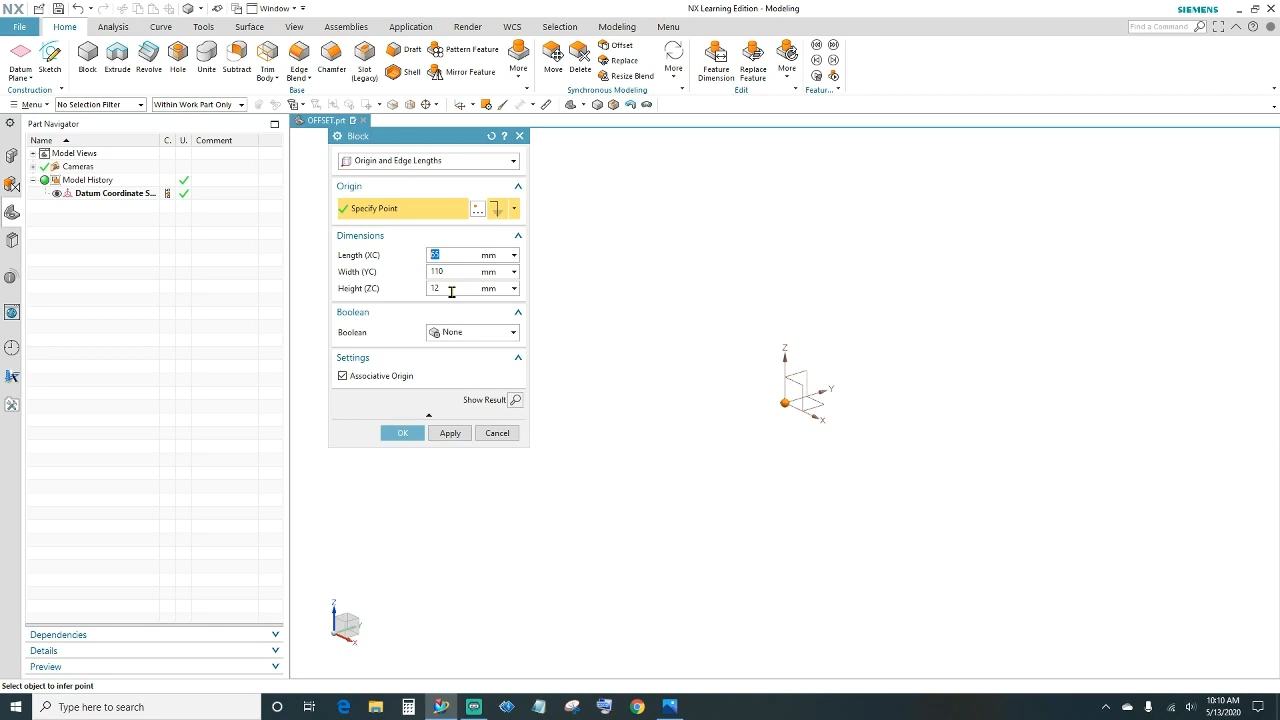 NX
Window
NX Learning Edition - Modeling
SIEMENS
File
Home
Analysis
Curve
Tools
Surface
View
Assemblies
Application
Render
WCS
Selection
Modeling
Menu
Find a Command
Datum Plane
Sketch
Block
Extrude
Revolve
Hole
Unite
Subtract
Trim Body
Edge Blend
Chamfer
Draft
Shell
Slot (Legacy)
Pattern Feature
Mirror Feature
More
Move
Delete
Offset
Replace
Resize Blend
More
Feature Dimension
Replace Feature
More
Construction
Base
Synchronous Modeling
Edit
Featur...
Menu
No Selection Filter
Within Work Part Only
Part Navigator
Name
C.
U.
Comment
Model Views
Cameras
Model History
Datum Coordinate S...
Dependencies
Details
Preview
OFFSET.prt
Block
Origin and Edge Lengths
Origin
Specify Point
Dimensions
Length (XC)
mm
Width (YC)
110
mm
Height (ZC)
12
mm
Boolean
Boolean
None
Settings
Associative Origin
Show Result
OK
Apply
Cancel
Z
Y
X
Z
Y
X
Select object to infer point
Type here to search
10:10 AM
5/13/2020